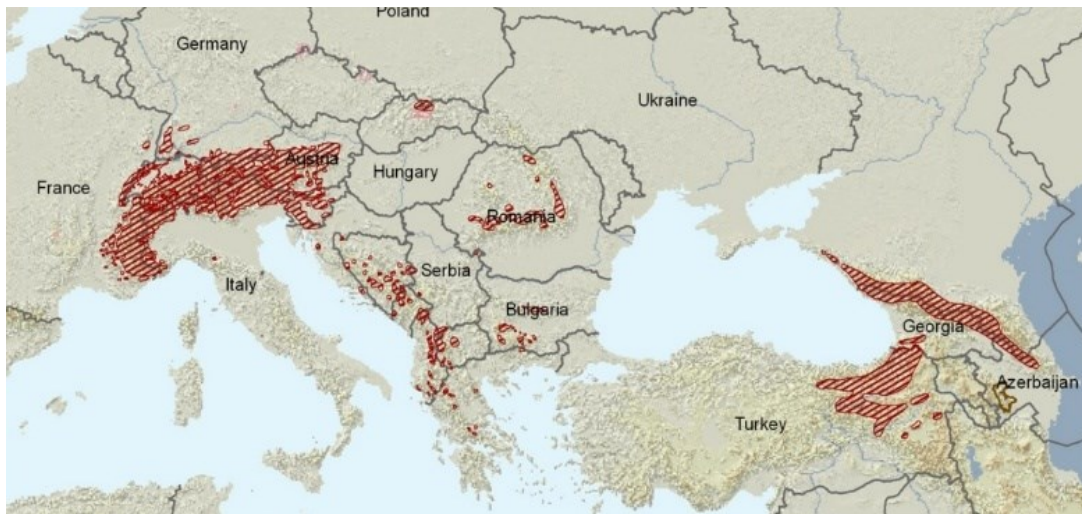 Poland
Germany
Ukraine
Austria
Hungary
France
Romania
Serbia
Italy
Bulgaria
Georgia
Azerbaijan
Turkey